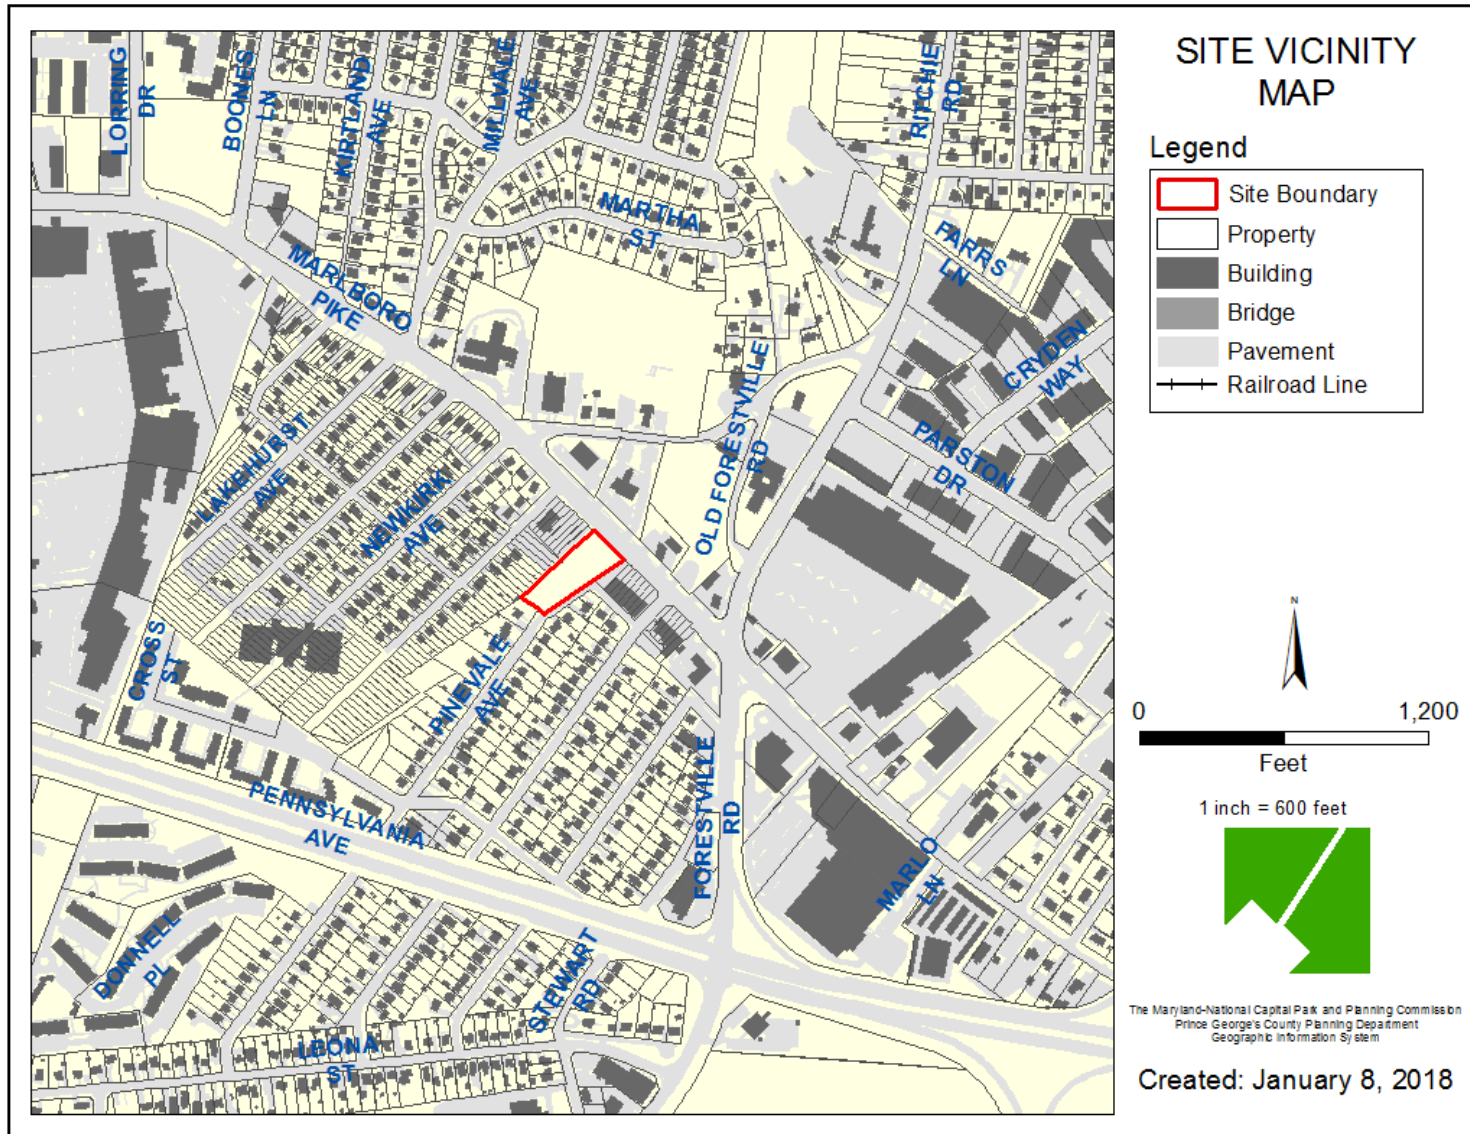 LORRING
DR
BOONES
LN
KIRTLAND
AVE
MILLVALE
AVE
RITCHIE
RD
MARTHA
ST
FARRS
LN
MARLBORO
PIKE
CRYDEN
WAY
LAKEHURST
AVE
NEWKIRK
AVE
OLD FORESTVILLE
RD
PARSTON
DR
CROSS
ST
PINEVALE
AVE
FORESTVILLE
RD
PENNSYLVANIA
AVE
MARLO
LN
DONNELL
PL
STEWART
RD
LEONA
ST
SITE VICINITY
MAP
Legend
Site Boundary
Property
Building
Bridge
Pavement
Railroad Line
N
0 1,200
Feet
1 inch = 600 feet
The Maryland-National Capital Park and Planning Commission
Prince George's County Planning Department
Geographic Information System
Created: January 8, 2018